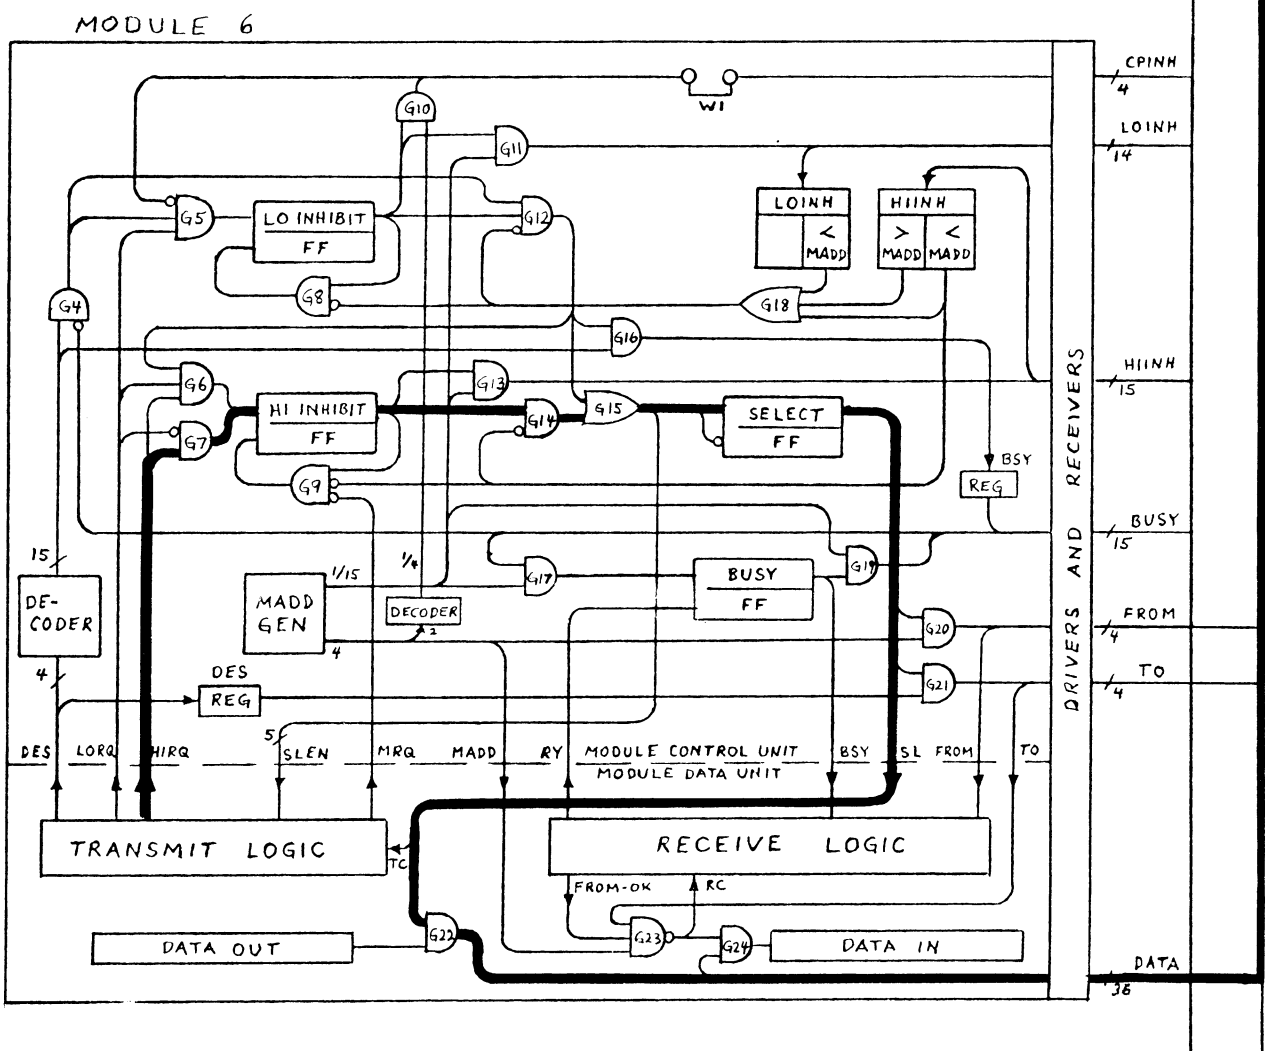 MODULE 6
CPINH
4
W1
G10
LOINH
14
G11
G5
LO INHIBIT
FF
G12
LOINH
<
MADD
HIINH
> <
MADD MADD
G8
G18
G4
G16
HIINH
15
G6
G13
HI INHIBIT
FF
G7
G14
G15
SELECT
FF
G9
BSY
REG
DRIVERS AND RECEIVERS
BUSY
15
15
DE-
CODER
4
MADD
GEN
1/15
4
1/4
DECODER
2
G17
BUSY
FF
G19
G20
FROM
4
G21
TO
4
DES
REG
5
DES LORQ HIRQ SLEN MRQ MADD RY MODULE CONTROL UNIT BSY SL FROM TO
MODULE DATA UNIT
TRANSMIT LOGIC
TC
RECEIVE LOGIC
FROM-OK
RC
DATA OUT
G22
G23
G24
DATA IN
DATA
36